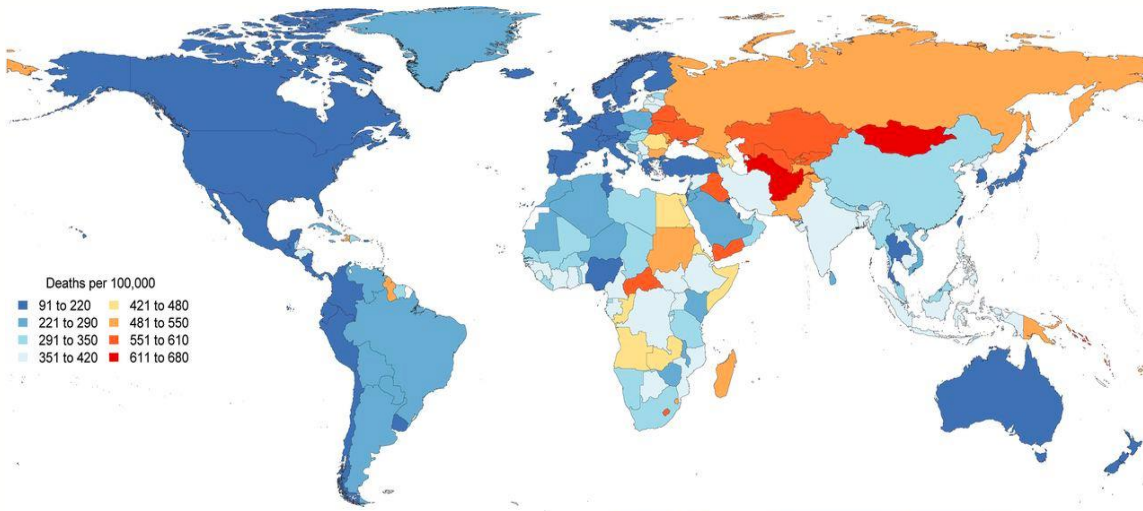 Deaths per 100,000
91 to 220 421 to 480
221 to 290 481 to 550
291 to 350 551 to 610
351 to 420 611 to 680